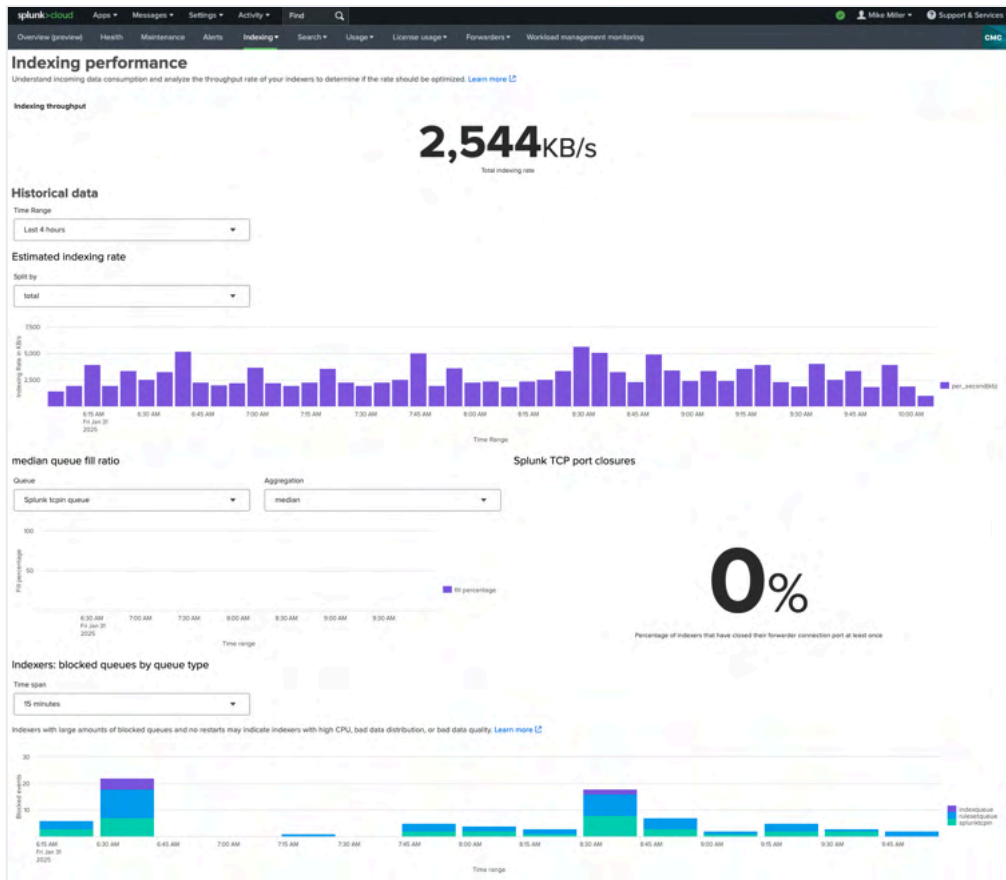 splunk>cloud Apps Messages Settings Activity Find Mike Miller Support & Services
Overview (preview) Health Maintenance Alerts Indexing Search Usage License usage Forwarders Workload management monitoring CMC
Indexing performance
Understand incoming data consumption and analyze the throughput rate of your indexers to determine if the rate should be optimized. Learn more
Indexing throughput
2,544KB/s
Total indexing rate
Historical data
Time Range
Last 4 hours
Estimated indexing rate
Split by
total
7,500
5,000
2,500
Indexing Rate in KB/s
per_second(kb)
6:15 AM 6:30 AM 6:45 AM 7:00 AM 7:15 AM 7:30 AM 7:45 AM 8:00 AM 8:15 AM 8:30 AM 8:45 AM 9:00 AM 9:15 AM 9:30 AM 9:45 AM 10:00 AM
Fri Jan 31
2025
Time Range
median queue fill ratio
Queue
Splunk tcpin queue
Aggregation
median
100
50
Fill percentage
fill percentage
6:30 AM 7:00 AM 7:30 AM 8:00 AM 8:30 AM 9:00 AM 9:30 AM
Fri Jan 31
2025
Time range
Splunk TCP port closures
0%
Percentage of indexers that have closed their forwarder connection port at least once
Indexers: blocked queues by queue type
Time span
15 minutes
Indexers with large amounts of blocked queues and no restarts may indicate indexers with high CPU, bad data distribution, or bad data quality. Learn more
30
20
10
Blocked events
indexqueue
rulesetqueue
splunktcpin
6:15 AM 6:30 AM 6:45 AM 7:00 AM 7:15 AM 7:30 AM 7:45 AM 8:00 AM 8:15 AM 8:30 AM 8:45 AM 9:00 AM 9:15 AM 9:30 AM 9:45 AM
Fri Jan 31
2025
Time range